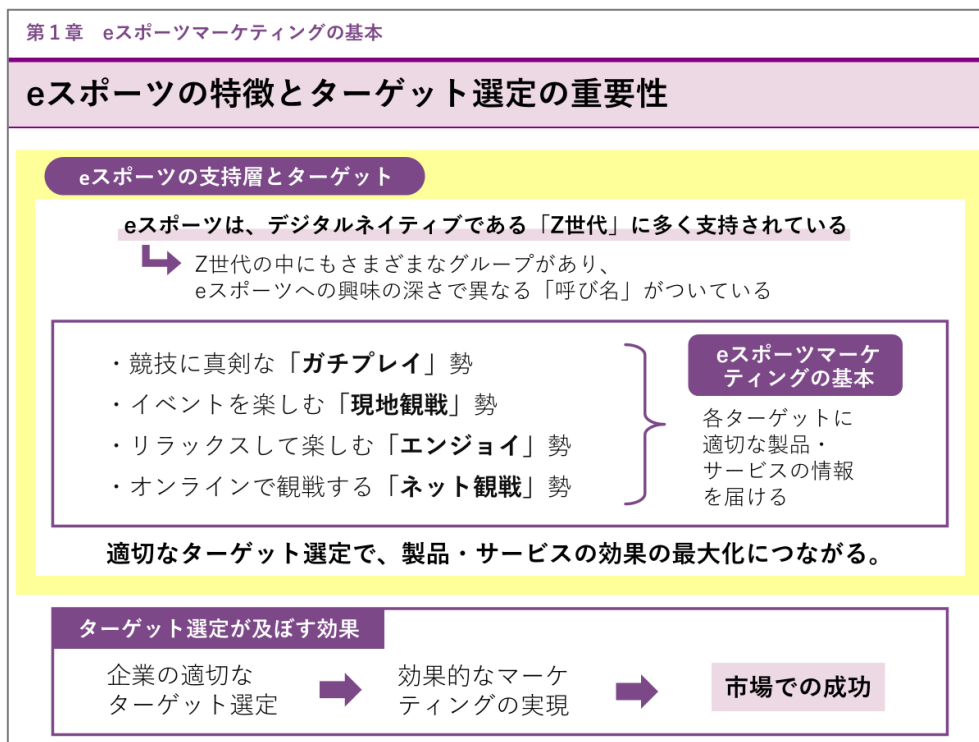 第1章　eスポーツマーケティングの基本
eスポーツの特徴とターゲット選定の重要性
eスポーツの支持層とターゲット
eスポーツは、デジタルネイティブである「Z世代」に多く支持されている
Z世代の中にもさまざまなグループがあり、
eスポーツへの興味の深さで異なる「呼び名」がついている
・競技に真剣な「ガチプレイ」勢
・イベントを楽しむ「現地観戦」勢
・リラックスして楽しむ「エンジョイ」勢
・オンラインで観戦する「ネット観戦」勢
eスポーツマーケ
ティングの基本
各ターゲットに
適切な製品・
サービスの情報
を届ける
適切なターゲット選定で、製品・サービスの効果の最大化につながる。
ターゲット選定が及ぼす効果
企業の適切な
ターゲット選定
効果的なマーケ
ティングの実現
市場での成功